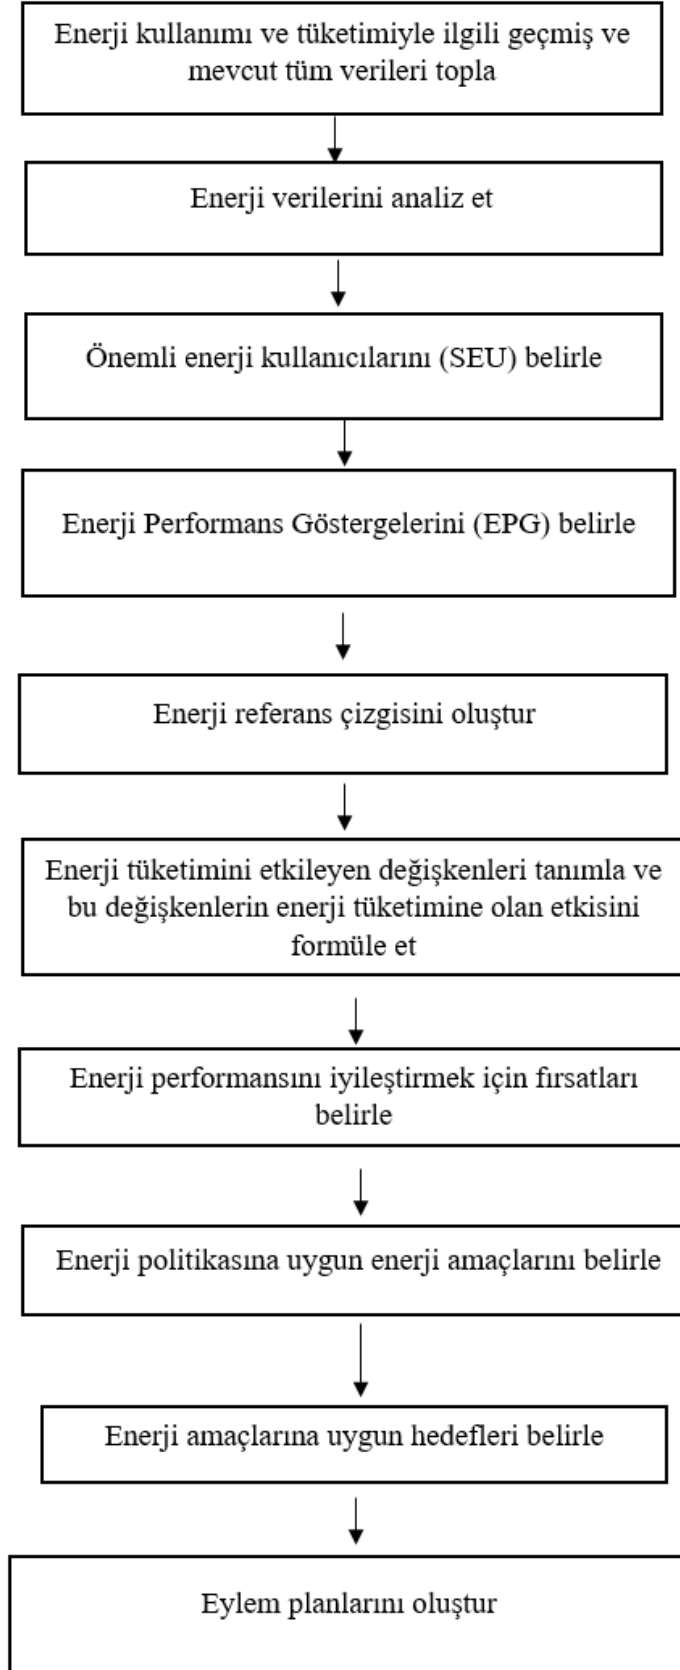 Enerji kullanımı ve tüketimiyle ilgili geçmiş ve
mevcut tüm verileri topla
Enerji verilerini analiz et
Önemli enerji kullanıcılarını (SEU) belirle
Enerji Performans Göstergelerini (EPG) belirle
Enerji referans çizgisini oluştur
Enerji tüketimini etkileyen değişkenleri tanımla ve
bu değişkenlerin enerji tüketimine olan etkisini
formüle et
Enerji performansını iyileştirmek için fırsatları
belirle
Enerji politikasına uygun enerji amaçlarını belirle
Enerji amaçlarına uygun hedefleri belirle
Eylem planlarını oluştur